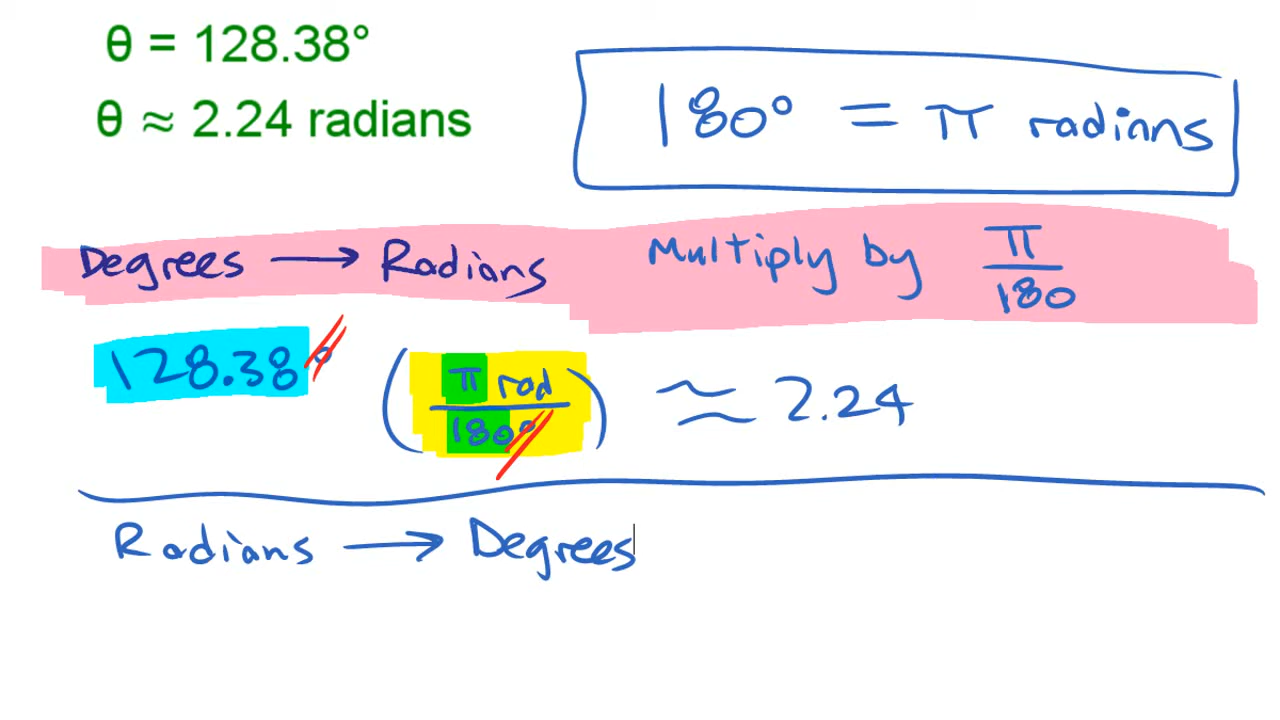 θ = 128.38°
θ ≈ 2.24 radians
180° = π radians
Degrees → Radians Multiply by π/180
128.38° (π rad/180°) ≈ 2.24
Radians → Degrees